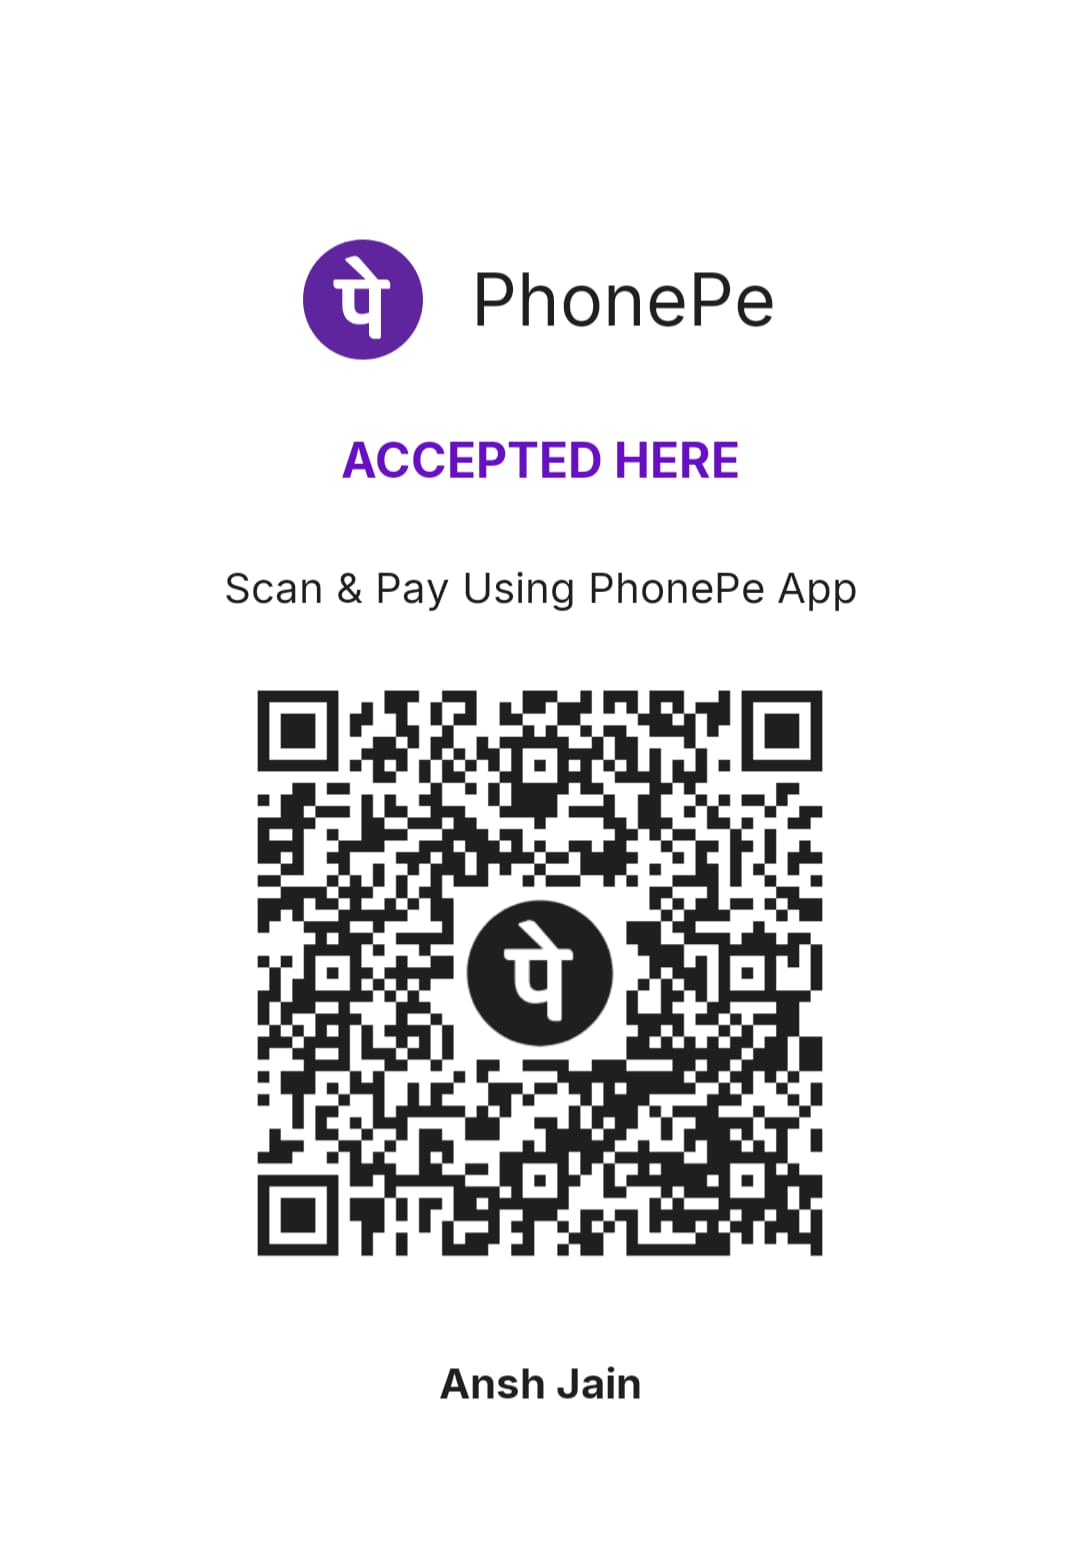 पे PhonePe
ACCEPTED HERE
Scan & Pay Using PhonePe App
पे
Ansh Jain